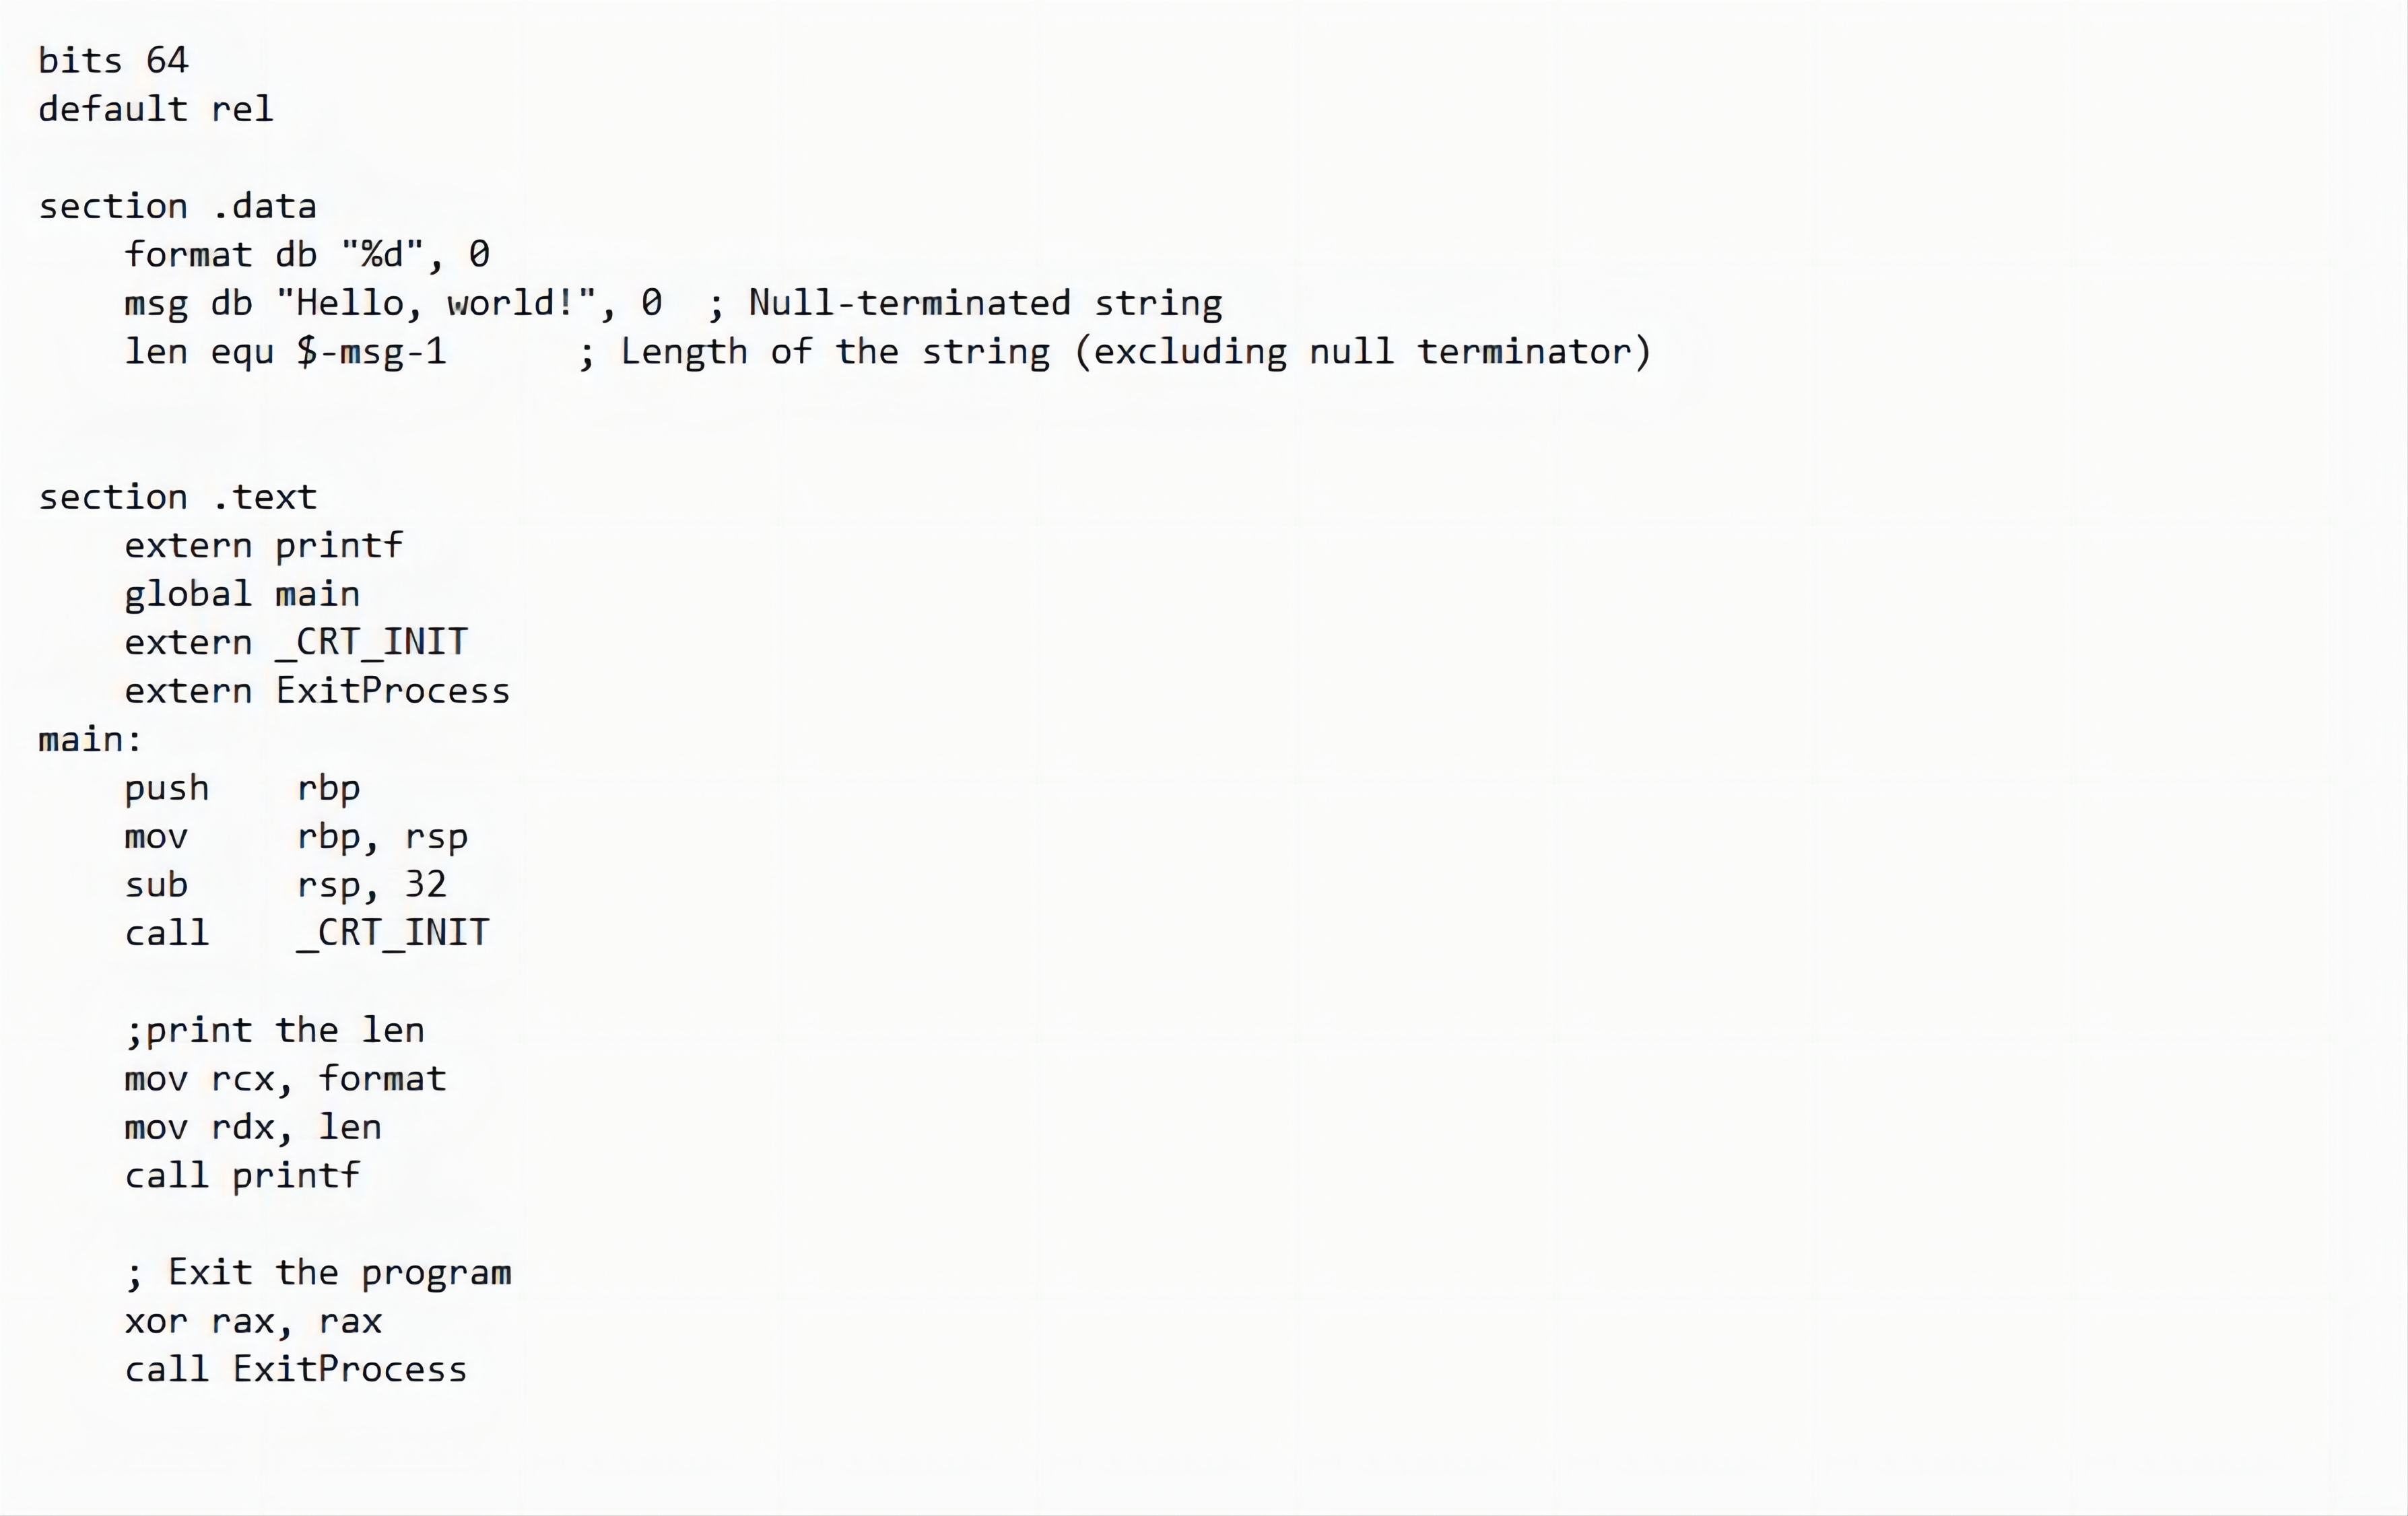 bits 64
default rel
section .data
format db "%d", 0
msg db "Hello, world!", 0  ; Null-terminated string
len equ $-msg-1      ; Length of the string (excluding null terminator)
section .text
extern printf
global main
extern _CRT_INIT
extern ExitProcess
main:
push    rbp
mov     rbp, rsp
sub     rsp, 32
call    _CRT_INIT
;print the len
mov rcx, format
mov rdx, len
call printf
; Exit the program
xor rax, rax
call ExitProcess